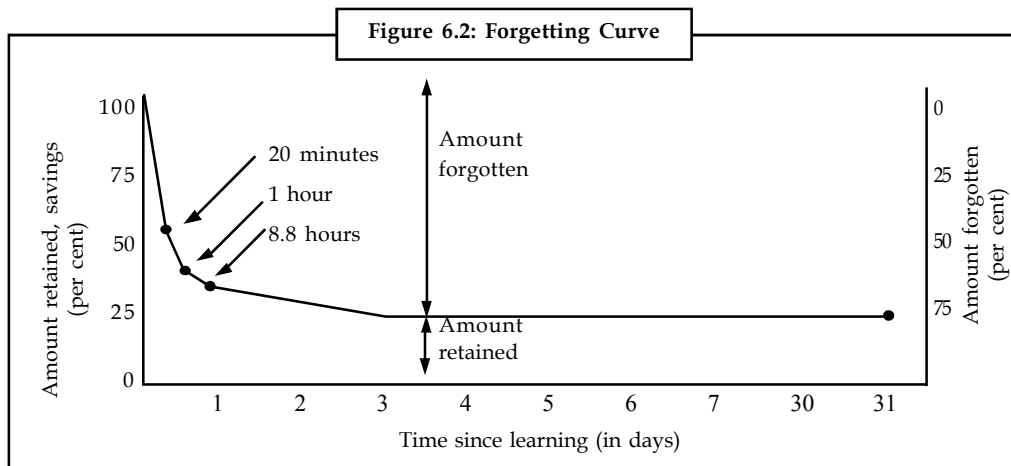 Figure 6.2: Forgetting Curve
Amount retained, savings
(per cent)
100
75
50
25
0
20 minutes
1 hour
8.8 hours
Amount
forgotten
Amount
retained
0
25
50
75
Amount forgotten
(per cent)
1 2 3 4 5 6 7 30 31
Time since learning (in days)